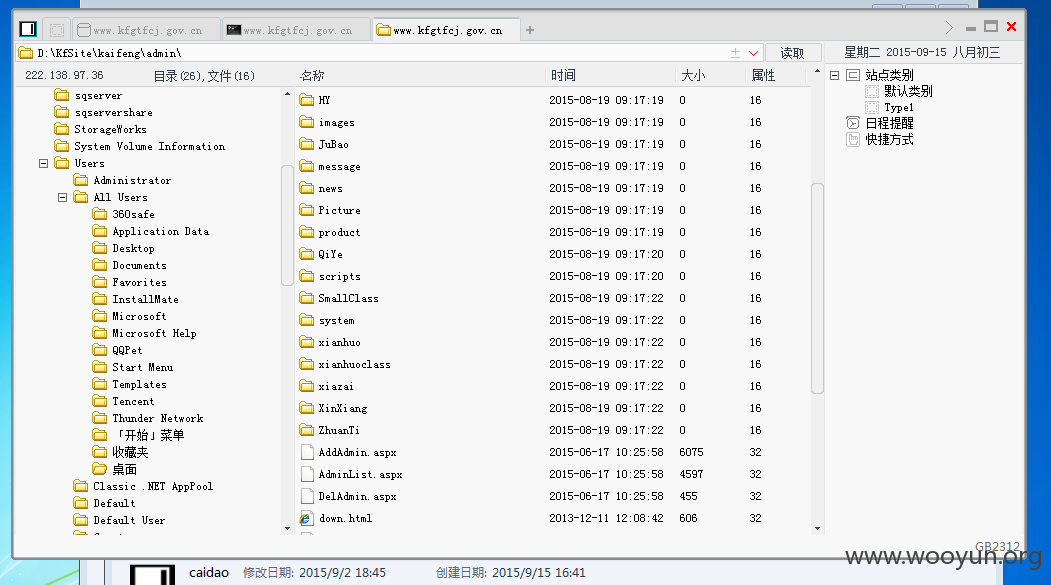 www.kfgtfcj.gov.cn www.kfgtfcj.gov.cn www.kfgtfcj.gov.cn +
D:\KfSite\kaifeng\admin\ 读取 星期二 2015-09-15 八月初三
222.138.97.36 目录(26),文件(16)
sqserver
sqservershare
StorageWorks
System Volume Information
Users
Administrator
All Users
360safe
Application Data
Desktop
Documents
Favorites
InstallMate
Microsoft
Microsoft Help
QQPet
Start Menu
Templates
Tencent
Thunder Network
「开始」菜单
收藏夹
桌面
Classic .NET AppPool
Default
Default User
名称 时间 大小 属性
HY 2015-08-19 09:17:19 0 16
images 2015-08-19 09:17:19 0 16
JuBao 2015-08-19 09:17:19 0 16
message 2015-08-19 09:17:19 0 16
news 2015-08-19 09:17:19 0 16
Picture 2015-08-19 09:17:19 0 16
product 2015-08-19 09:17:19 0 16
QiYe 2015-08-19 09:17:20 0 16
scripts 2015-08-19 09:17:20 0 16
SmallClass 2015-08-19 09:17:22 0 16
system 2015-08-19 09:17:22 0 16
xianhuo 2015-08-19 09:17:22 0 16
xianhuoclass 2015-08-19 09:17:22 0 16
xiazai 2015-08-19 09:17:22 0 16
XinXiang 2015-08-19 09:17:22 0 16
ZhuanTi 2015-08-19 09:17:22 0 16
AddAdmin.aspx 2015-06-17 10:25:58 6075 32
AdminList.aspx 2015-06-17 10:25:58 4597 32
DelAdmin.aspx 2015-06-17 10:25:58 455 32
down.html 2013-12-11 12:08:42 606 32
站点类别
默认类别
Type1
日程提醒
快捷方式
GB2312
www.wooyun.org
caidao 修改日期: 2015/9/2 18:45 创建日期: 2015/9/15 16:41